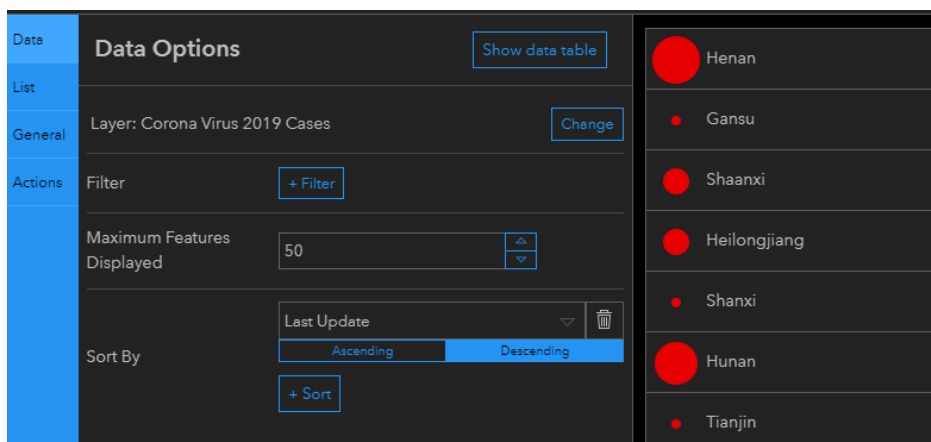 Data
List
General
Actions
Data Options
Show data table
Layer: Corona Virus 2019 Cases
Change
Filter
+ Filter
Maximum Features
Displayed
50
Sort By
Last Update
Ascending
Descending
+ Sort
Henan
Gansu
Shaanxi
Heilongjiang
Shanxi
Hunan
Tianjin